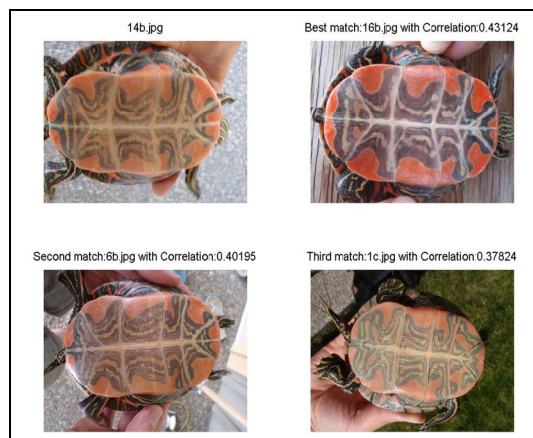 14b.jpg
Best match:16b.jpg with Correlation:0.43124
Second match:6b.jpg with Correlation:0.40195
Third match:1c.jpg with Correlation:0.37824